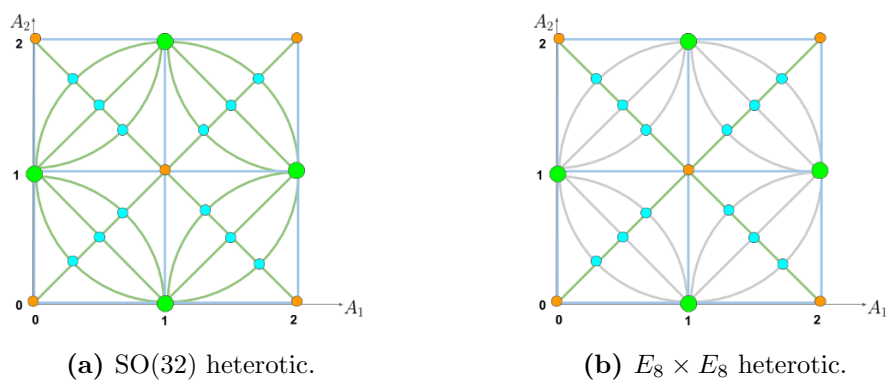 A₂
2
1
0
0 1 2 A₁
(a) SO(32) heterotic.
A₂
2
1
0
0 1 2 A₁
(b) E₈ × E₈ heterotic.